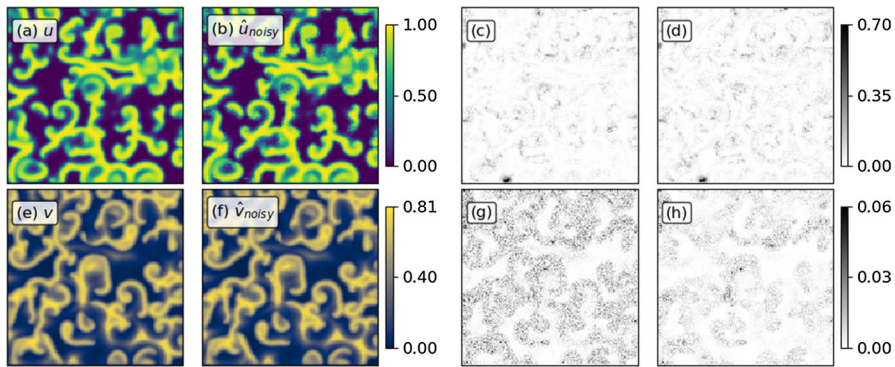 (a) u
(b) û_noisy
1.00
0.50
0.00
(c)
(d)
0.70
0.35
0.00
(e) v
(f) v̂_noisy
0.81
0.40
0.00
(g)
(h)
0.06
0.03
0.00